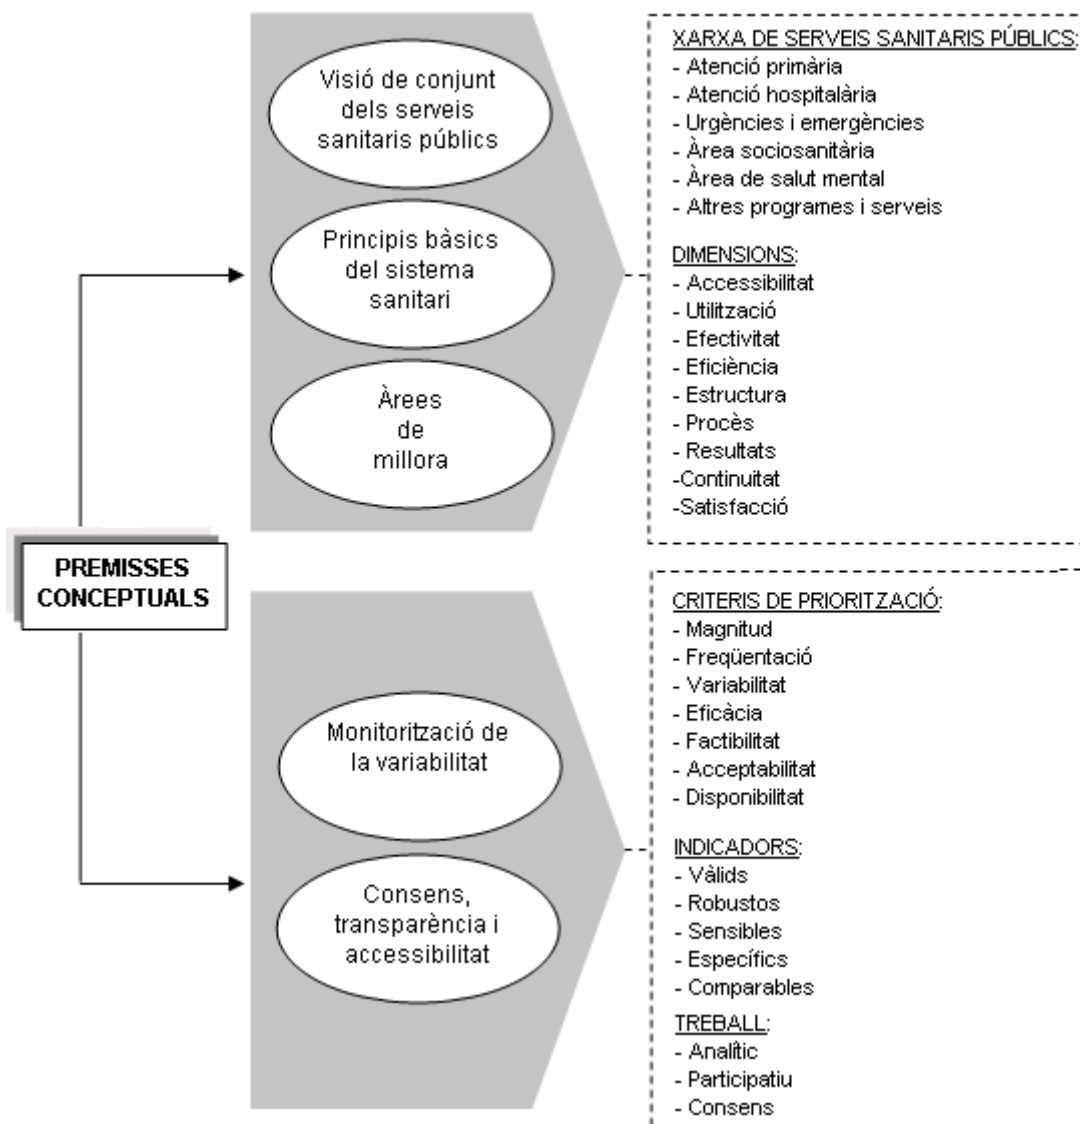 Visió de conjunt
dels serveis
sanitaris públics
Principis bàsics
del sistema
sanitari
Àrees
de
millora
XARXA DE SERVEIS SANITARIS PÚBLICS:
- Atenció primària
- Atenció hospitalària
- Urgències i emergències
- Àrea sociosanitària
- Àrea de salut mental
- Altres programes i serveis
DIMENSIONS:
- Accessibilitat
- Utilització
- Efectivitat
- Eficiència
- Estructura
- Procès
- Resultats
-Continuitat
-Satisfacció
PREMISSES
CONCEPTUALS
Monitorització de
la variabilitat
Consens,
transparència i
accessibilitat
CRITERIS DE PRIORITZACIÓ:
- Magnitud
- Freqüentació
- Variabilitat
- Eficàcia
- Factibilitat
- Acceptabilitat
- Disponibilitat
INDICADORS:
- Vàlids
- Robustos
- Sensibles
- Específics
- Comparables
TREBALL:
- Analític
- Participatiu
- Consens